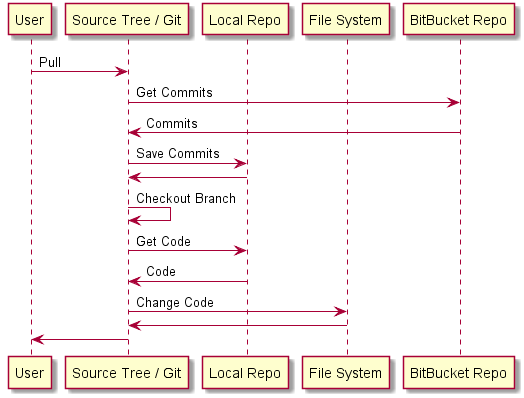 User Source Tree / Git Local Repo File System BitBucket Repo
Pull
Get Commits
Commits
Save Commits
Checkout Branch
Get Code
Code
Change Code
User Source Tree / Git Local Repo File System BitBucket Repo